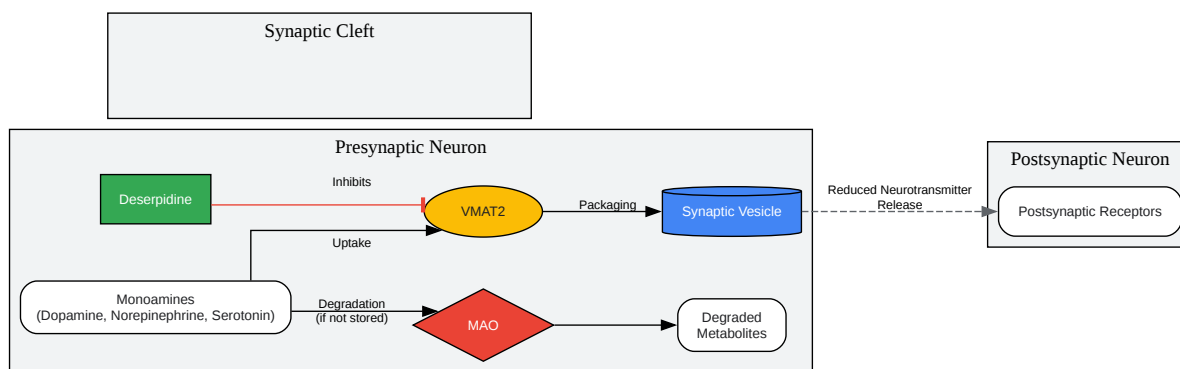 Synaptic Cleft
Presynaptic Neuron
Postsynaptic Neuron
Deserpidine
Inhibits
VMAT2
Packaging
Synaptic Vesicle
Reduced Neurotransmitter
Release
Postsynaptic Receptors
Uptake
Monoamines
(Dopamine, Norepinephrine, Serotonin)
Degradation
(if not stored)
MAO
Degraded
Metabolites